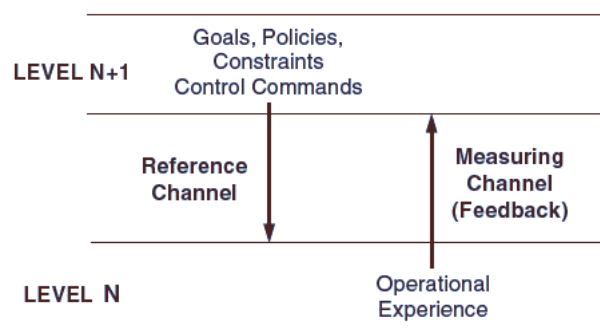 Goals, Policies,
Constraints
Control Commands
LEVEL N+1
Reference
Channel
Measuring
Channel
(Feedback)
Operational
Experience
LEVEL N